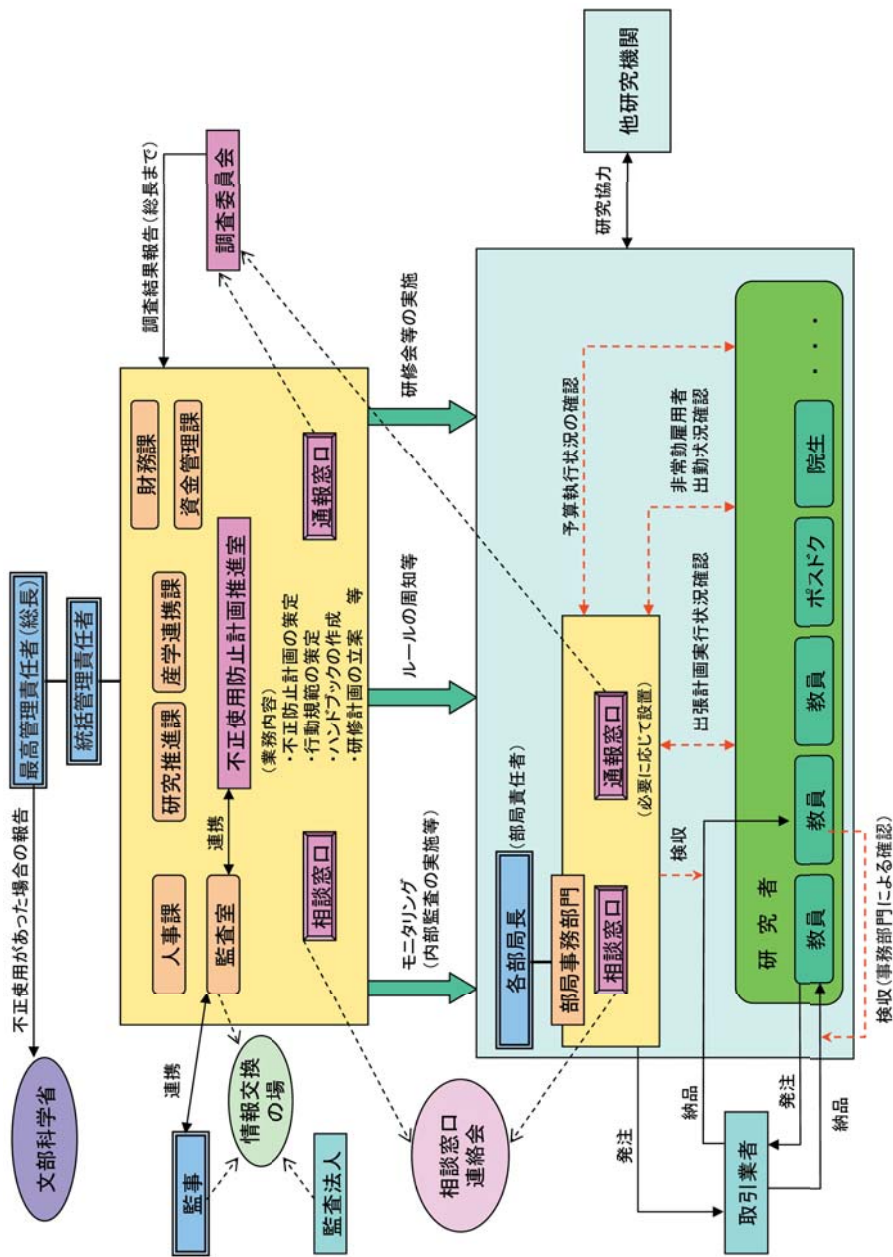 最高管理責任者(総長)
統括管理責任者
不正使用があった場合の報告
文部科学省
人事課
研究推進課
産学連携課
財務課
監査室
連携
不正使用防止計画推進室
資金管理課
(業務内容)
・不正防止計画の策定
・行動規範の策定
・ハンドブックの作成
・研修計画の立案 等
相談窓口
通報窓口
調査結果報告(総長まで)
調査委員会
連携
監事
情報交換
の場
監査法人
モニタリング
(内部監査の実施等)
ルールの周知等
研修会等の実施
相談窓口
連絡会
各部局長
(部局責任者)
部局事務部門
相談窓口
通報窓口
(必要に応じて設置)
予算執行状況の確認
非常勤雇用者
出勤状況確認
出張計画実行状況確認
検収
研究協力
他研究機関
発注
納品
発注
納品
取引業者
研 究 者
教員
教員
教員
ポスドク
院生
・・・
検収(事務部門による確認)